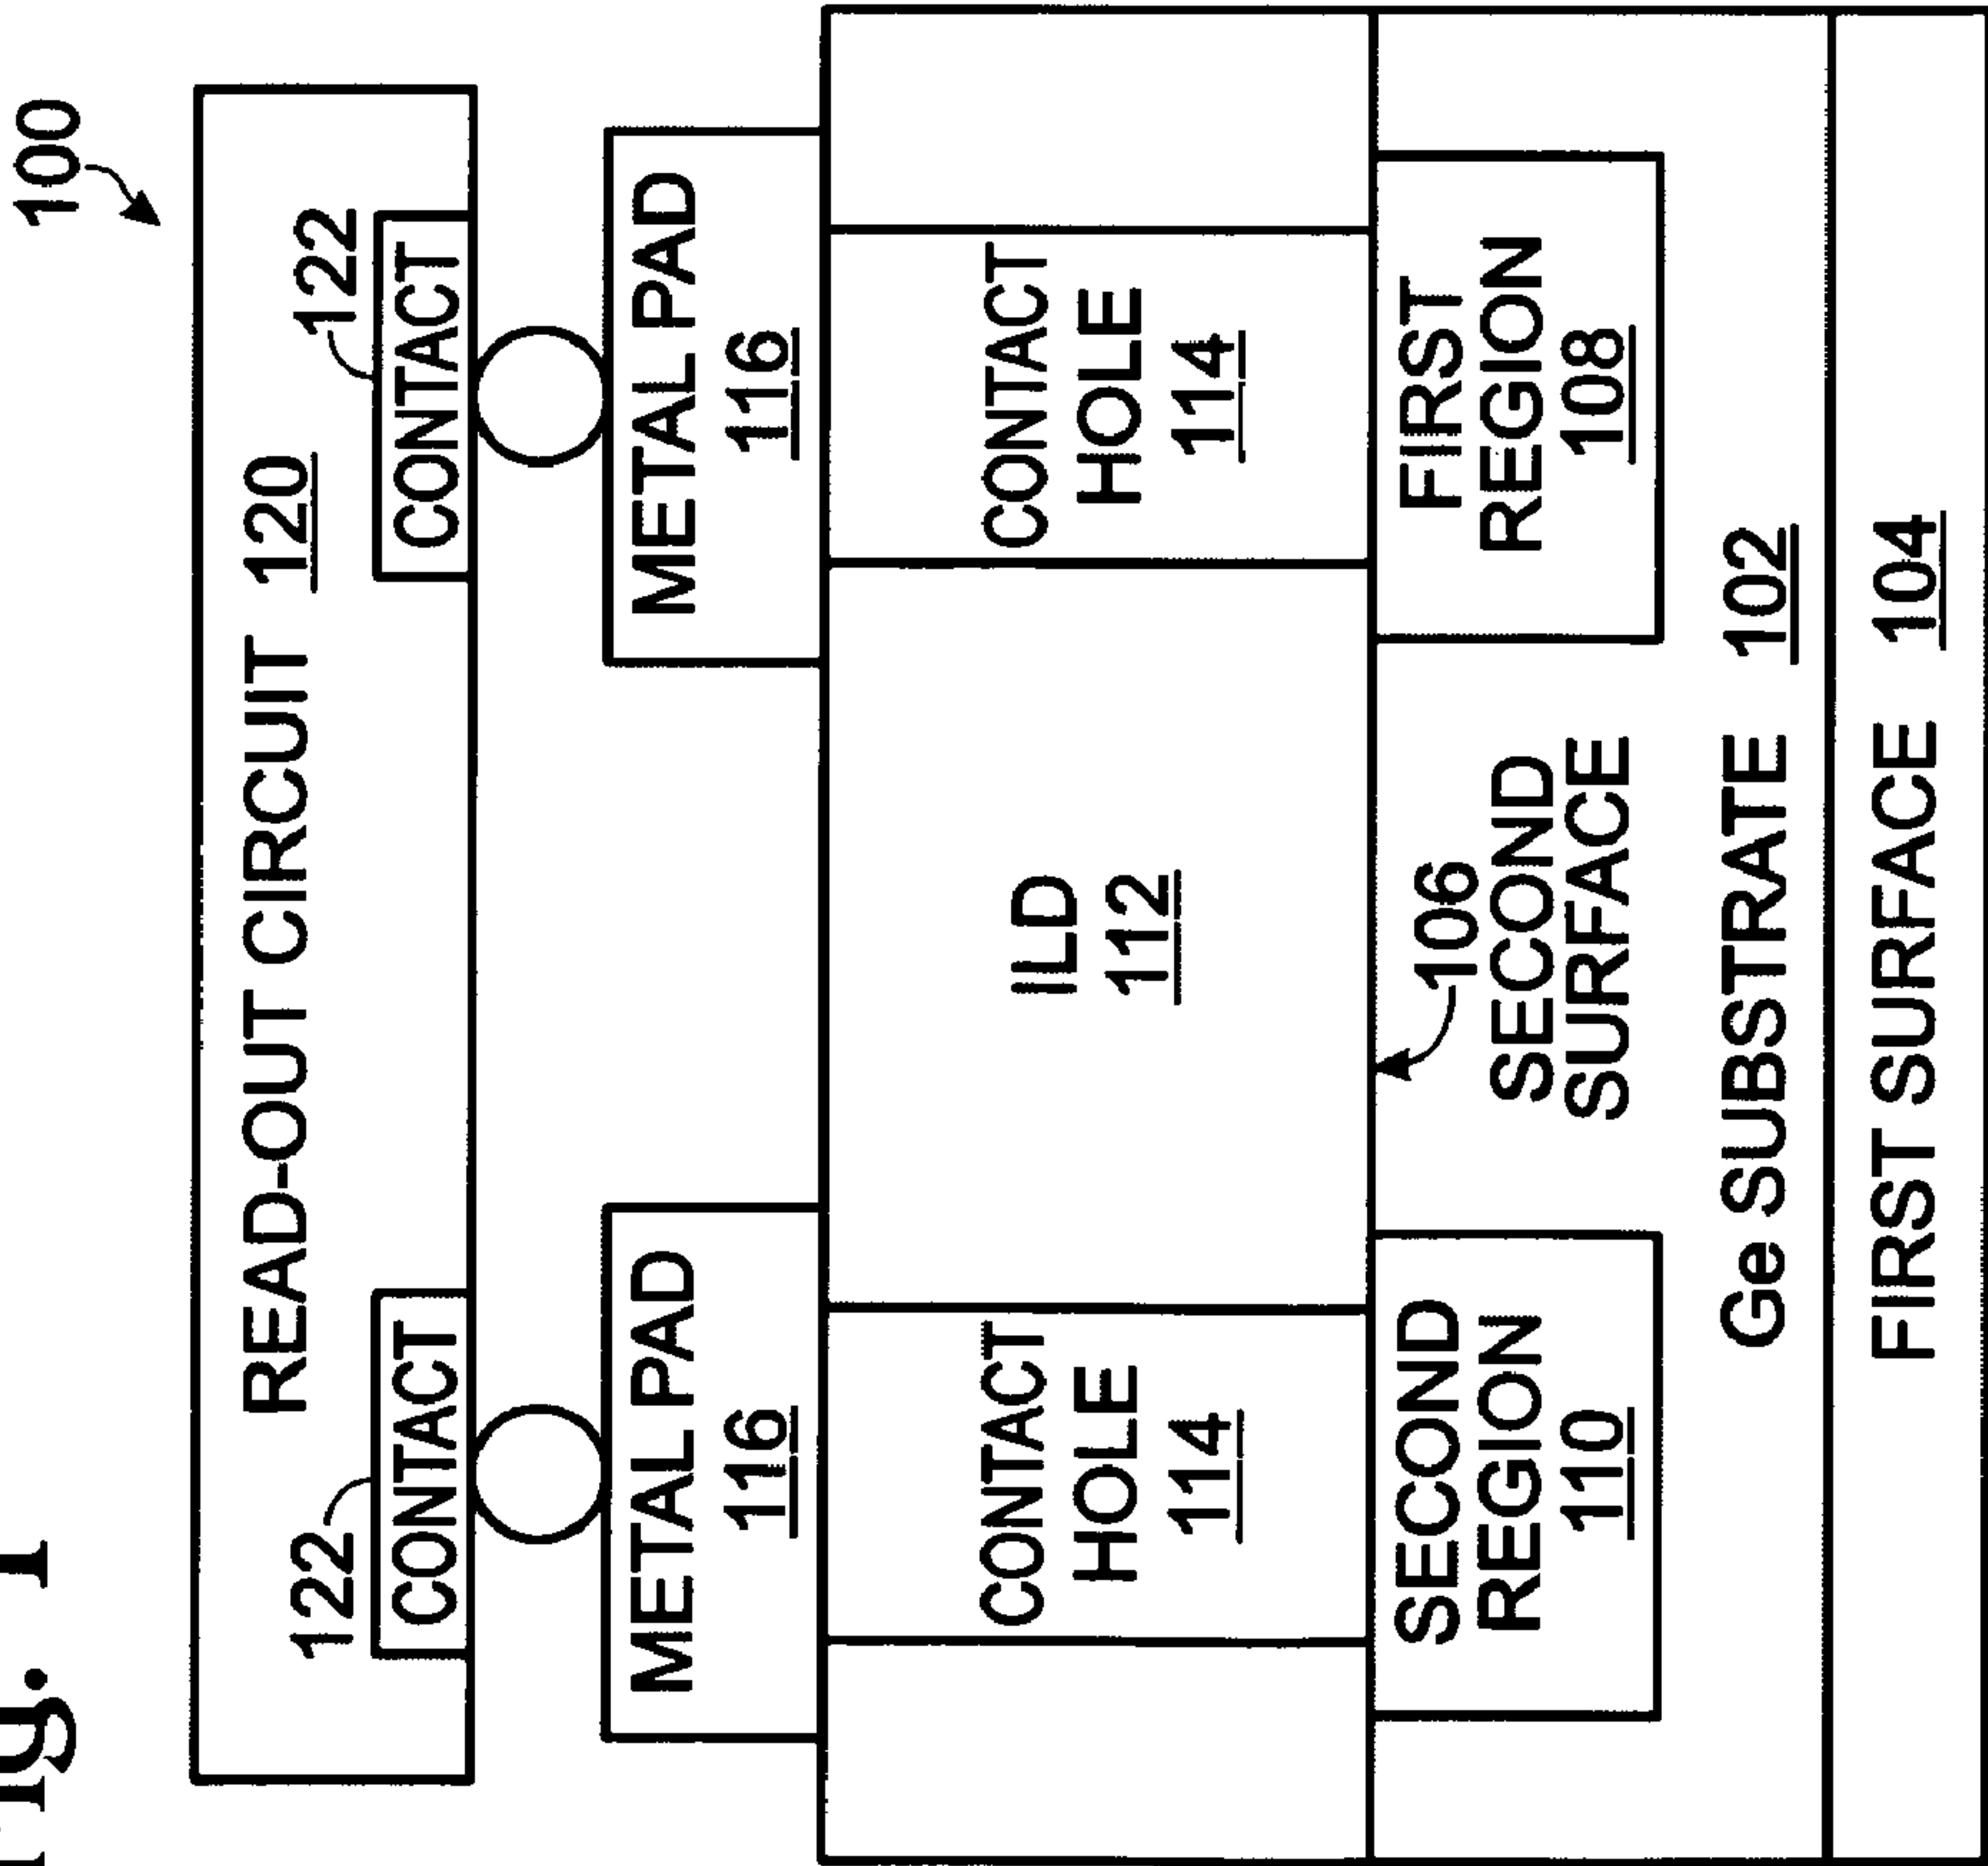 Fig. 1
100
READ-OUT CIRCUIT 120
122
CONTACT
122
CONTACT
METAL PAD
116
METAL PAD
116
CONTACT
HOLE
114
ILD
112
CONTACT
HOLE
114
SECOND
REGION
110
106
SECOND
SURFACE
FIRST
REGION
108
Ge SUBSTRATE 102
FIRST SURFACE 104